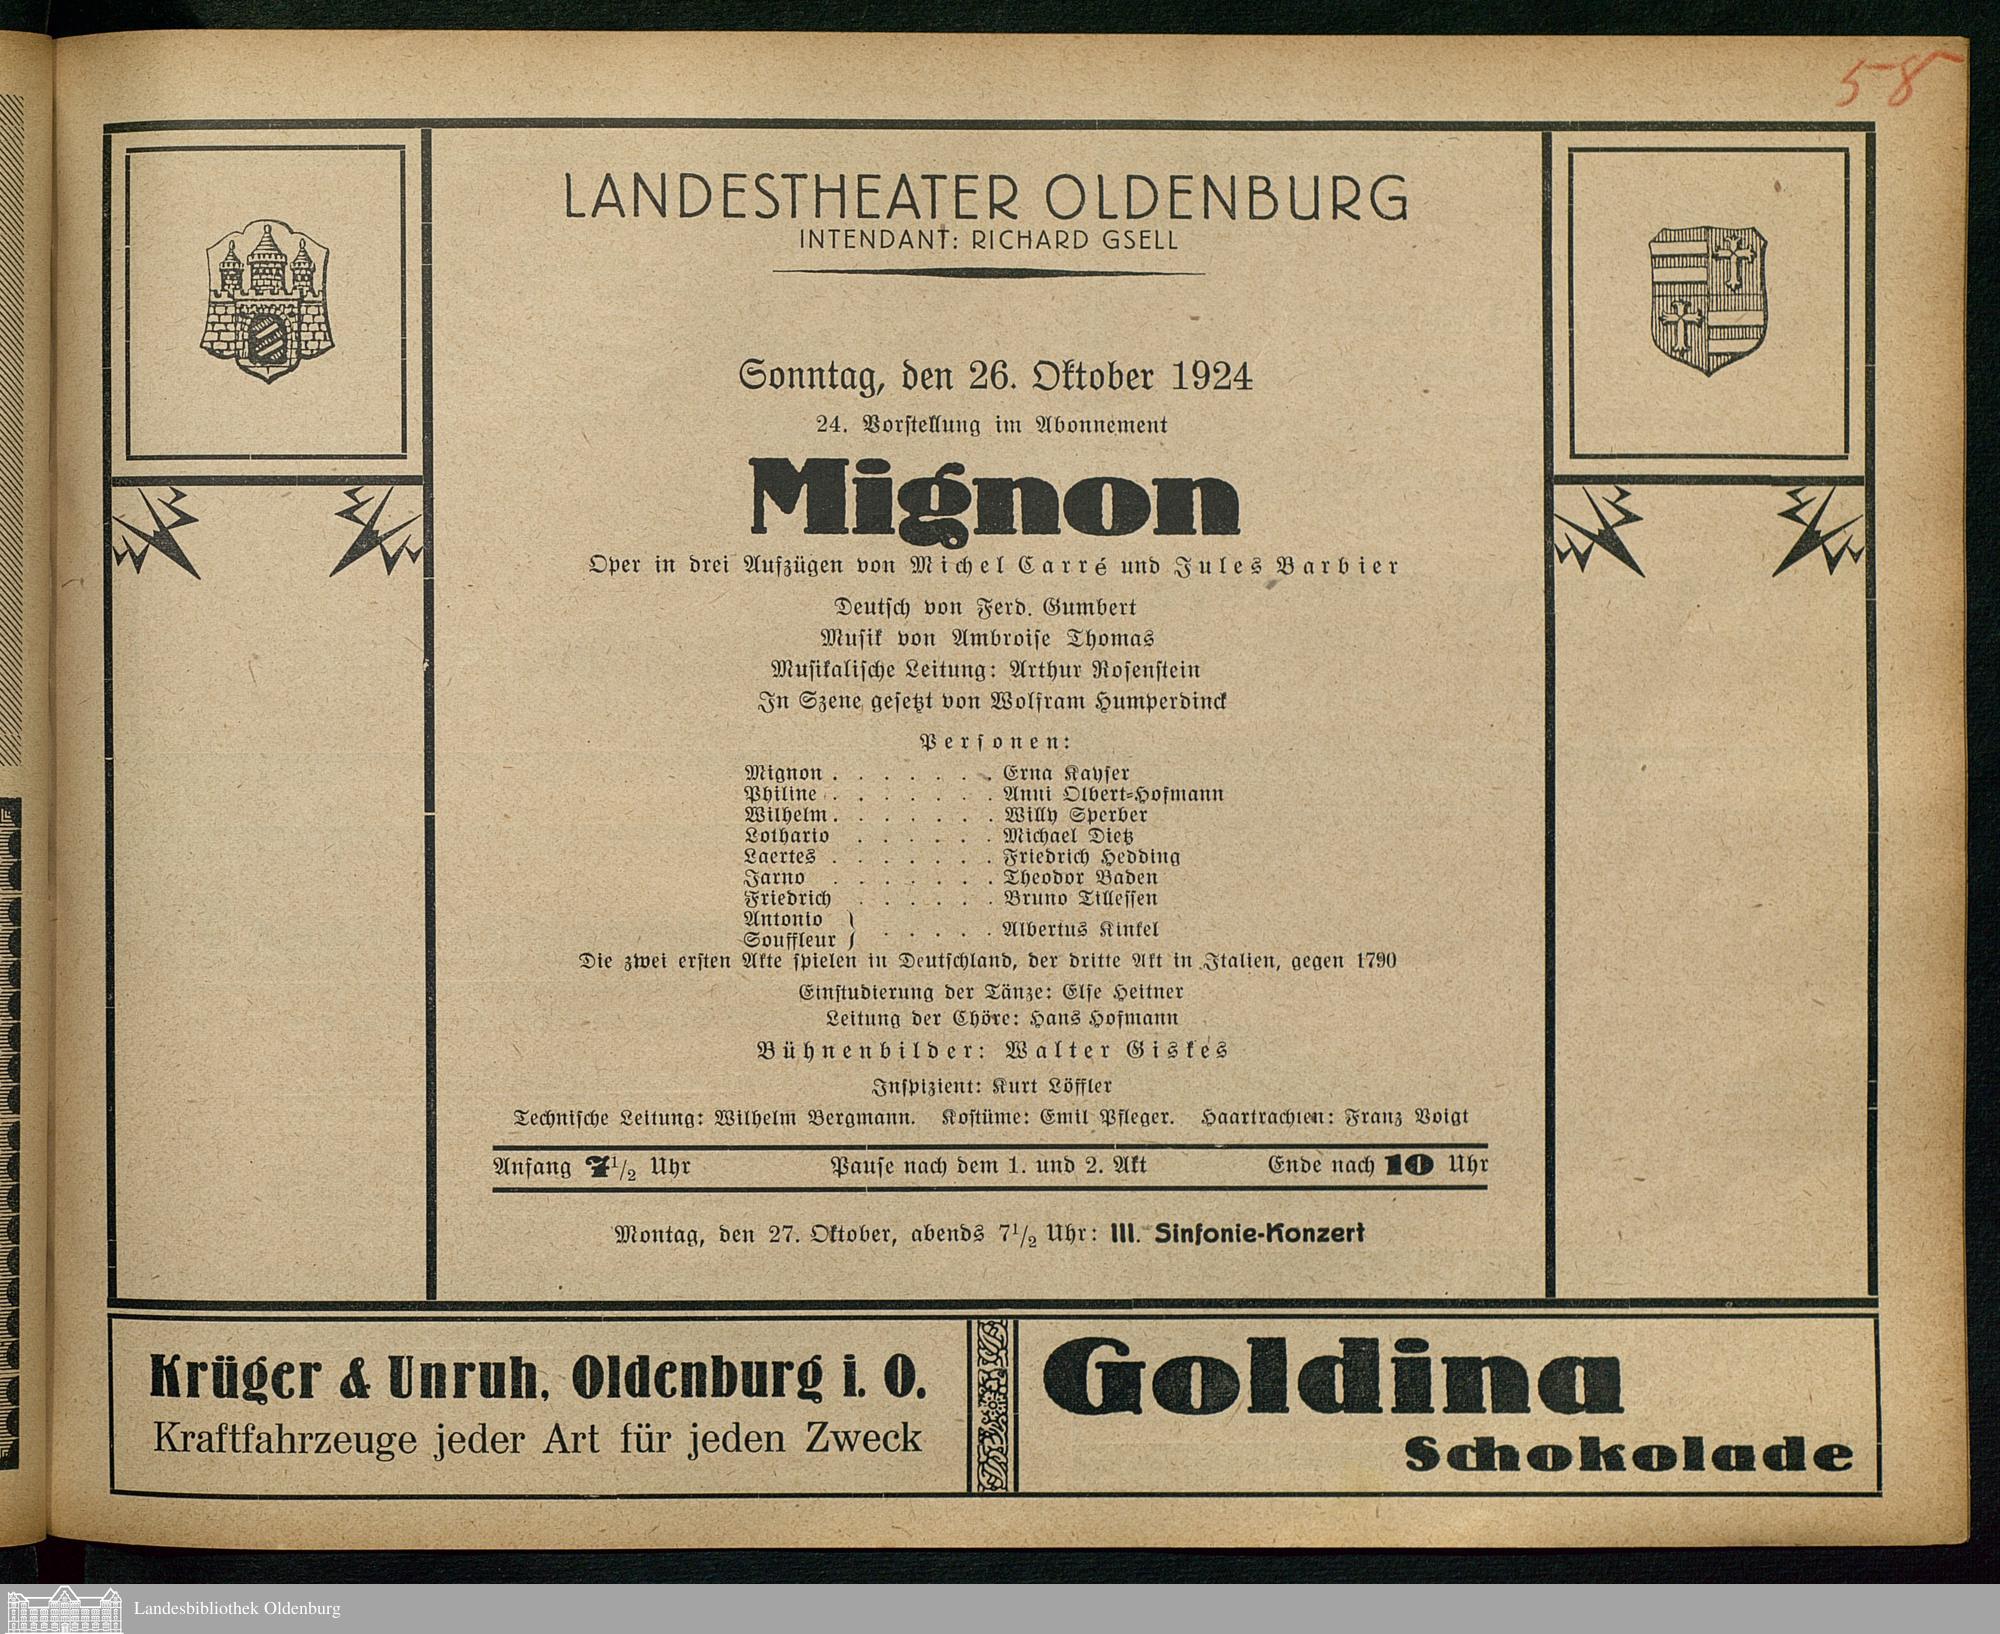 58
LANDESTHEATER OLDENBURG
INTENDANT: RICHARD GSELL
Sonntag, den 26. Oktober 1924
24. Vorstellung im Abonnement
Mignon
Oper in drei Aufzügen von Michel Carré und Jules Barbier
Deutsch von Ferd. Gumbert
Musik von Ambroise Thomas
Musikalische Leitung: Arthur Rosenstein
In Szene gesetzt von Wolfram Humperdinck
Personen:
Mignon . . . . . . . Erna Kayser
Philine . . . . . . . Anni Olbert-Hofmann
Wilhelm . . . . . . . Willy Sperber
Lothario . . . . . . Michael Dietz
Laertes . . . . . . . Friedrich Hedding
Jarno . . . . . . . Theodor Baden
Friedrich . . . . . . Bruno Tillessen
Antonio }
Souffleur } . . . . . Albertus Kinkel
Die zwei ersten Akte spielen in Deutschland, der dritte Akt in Italien, gegen 1790
Einstudierung der Tänze: Else Heitner
Leitung der Chöre: Hans Hofmann
Bühnenbilder: Walter Giskes
Inspizient: Kurt Löffler
Technische Leitung: Wilhelm Bergmann. Kostüme: Emil Pfleger. Haartrachten: Franz Voigt
Anfang 7 1/2 Uhr Pause nach dem 1. und 2. Akt Ende nach 10 Uhr
Montag, den 27. Oktober, abends 7 1/2 Uhr: III. Sinfonie-Konzert
Krüger & Unruh, Oldenburg i. O.
Kraftfahrzeuge jeder Art für jeden Zweck
Goldina
Schokolade
Landesbibliothek Oldenburg